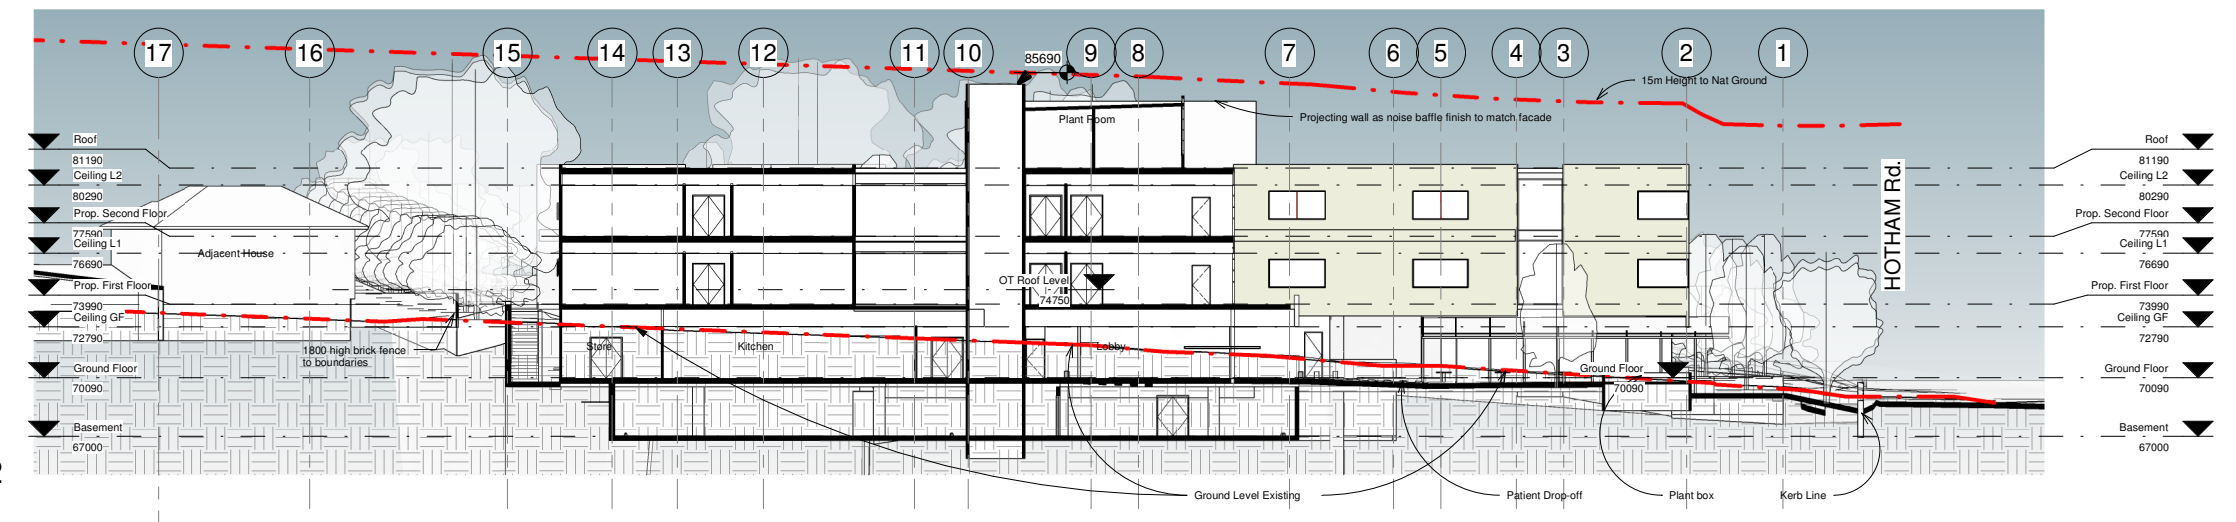 17 16 15 14 13 12 11 10 9 8 7 6 5 4 3 2 1
85690
15m Height to Nat Ground
Plant Room
Projecting wall as noise baffle finish to match facade
HOTHAM Rd.
Roof
81190
Ceiling L2
80290
Prop. Second Floor
77590
Ceiling L1
76690
Prop. First Floor
73990
Ceiling GF
72790
Ground Floor
70090
Basement
67000
Adjacent House
1800 high brick fence
to boundaries
OT Roof Level
74750
Store
Kitchen
Lobby
Ground Floor
70090
Ground Level Existing
Patient Drop-off
Plant box
Kerb Line
Roof
81190
Ceiling L2
80290
Prop. Second Floor
77590
Ceiling L1
76690
Prop. First Floor
73990
Ceiling GF
72790
Ground Floor
70090
Basement
67000